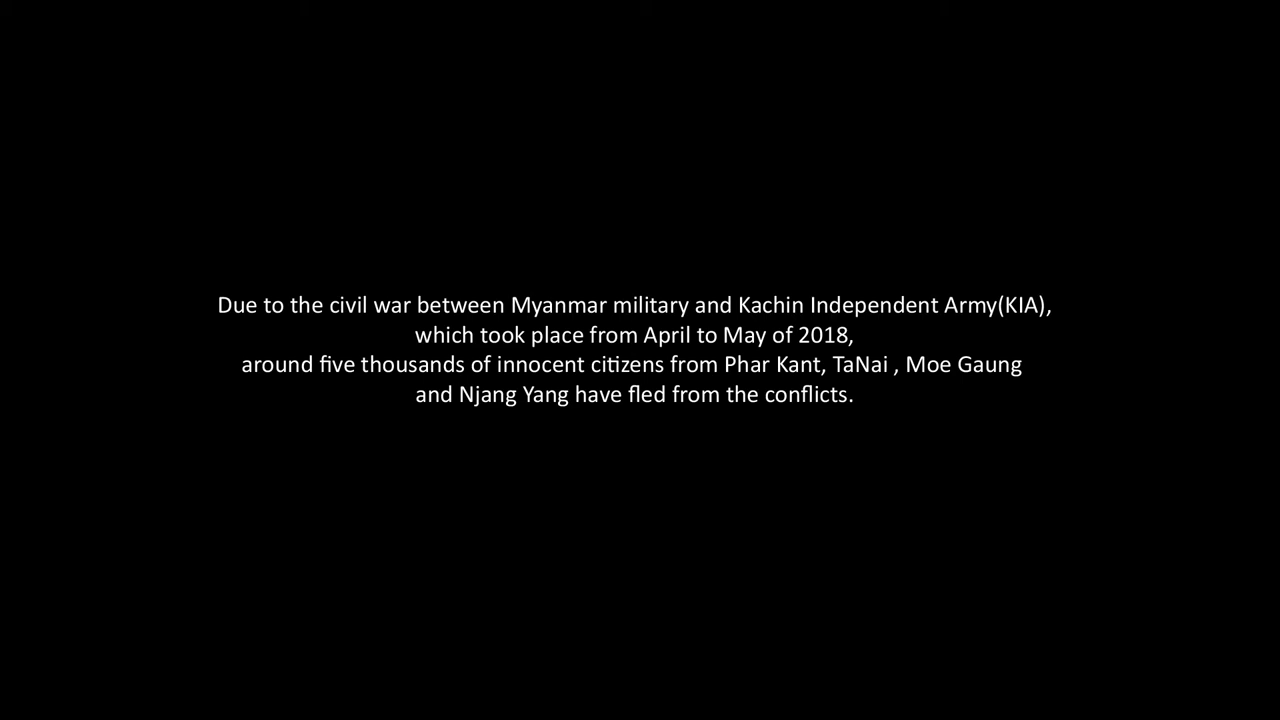 Due to the civil war between Myanmar military and Kachin Independent Army(KIA),
which took place from April to May of 2018,
around five thousands of innocent citizens from Phar Kant, TaNai , Moe Gaung
and Njang Yang have fled from the conflicts.